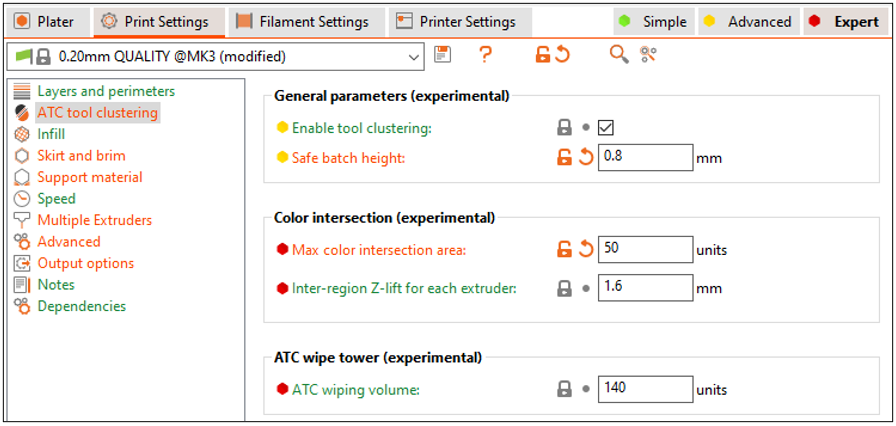 Plater Print Settings Filament Settings Printer Settings Simple Advanced Expert
0.20mm QUALITY @MK3 (modified) ?
Layers and perimeters
ATC tool clustering
Infill
Skirt and brim
Support material
Speed
Multiple Extruders
Advanced
Output options
Notes
Dependencies
General parameters (experimental)
Enable tool clustering:
Safe batch height: 0.8 mm
Color intersection (experimental)
Max color intersection area: 50 units
Inter-region Z-lift for each extruder: 1.6 mm
ATC wipe tower (experimental)
ATC wiping volume: 140 units